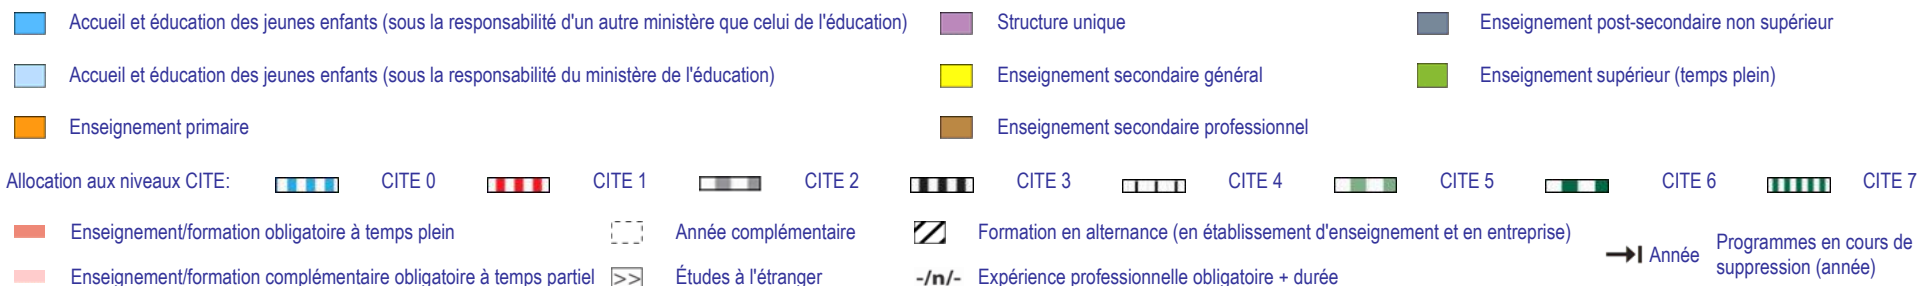 Accueil et éducation des jeunes enfants (sous la responsabilité d'un autre ministère que celui de l'éducation)
Structure unique
Enseignement post-secondaire non supérieur
Accueil et éducation des jeunes enfants (sous la responsabilité du ministère de l'éducation)
Enseignement secondaire général
Enseignement supérieur (temps plein)
Enseignement primaire
Enseignement secondaire professionnel
Allocation aux niveaux CITE: CITE 0 CITE 1 CITE 2 CITE 3 CITE 4 CITE 5 CITE 6 CITE 7
Enseignement/formation obligatoire à temps plein
Année complémentaire
Formation en alternance (en établissement d'enseignement et en entreprise)
Année
Programmes en cours de
suppression (année)
Enseignement/formation complémentaire obligatoire à temps partiel
>> Études à l'étranger
-/n/- Expérience professionnelle obligatoire + durée